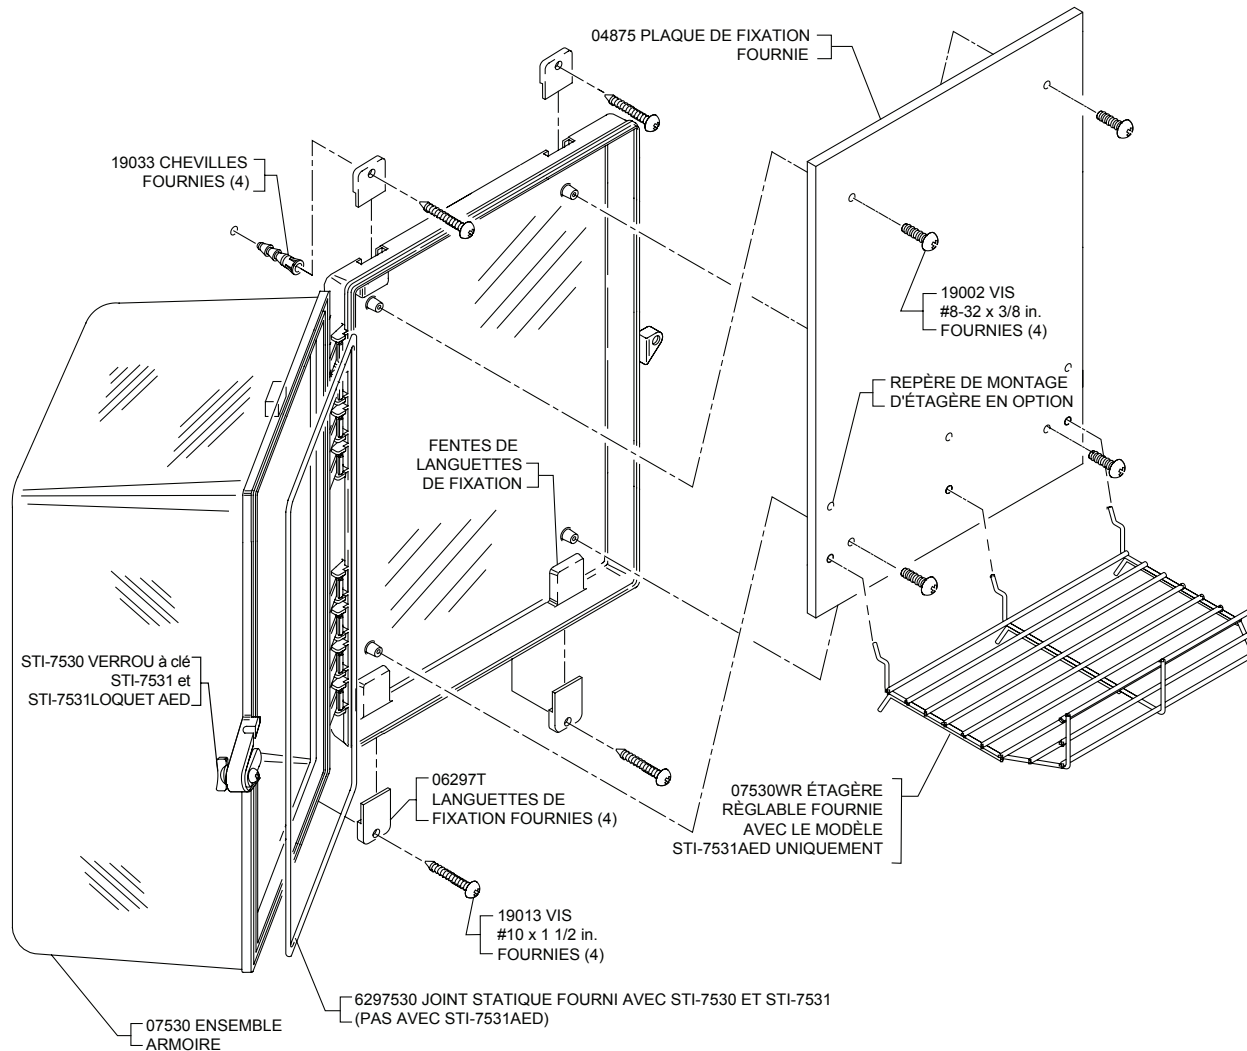 04875 PLAQUE DE FIXATION
FOURNIE
19033 CHEVILLES
FOURNIES (4)
19002 VIS
#8-32 x 3/8 in.
FOURNIES (4)
REPÈRE DE MONTAGE
D'ÉTAGÈRE EN OPTION
FENTES DE
LANGUETTES
DE FIXATION
STI-7530 VERROU à clé
STI-7531 et
STI-7531LOQUET AED
06297T
LANGUETTES DE
FIXATION FOURNIES (4)
07530WR ÉTAGÈRE
RÈGLABLE FOURNIE
AVEC LE MODÈLE
STI-7531AED UNIQUEMENT
19013 VIS
#10 x 1 1/2 in.
FOURNIES (4)
6297530 JOINT STATIQUE FOURNI AVEC STI-7530 ET STI-7531
(PAS AVEC STI-7531AED)
07530 ENSEMBLE
ARMOIRE